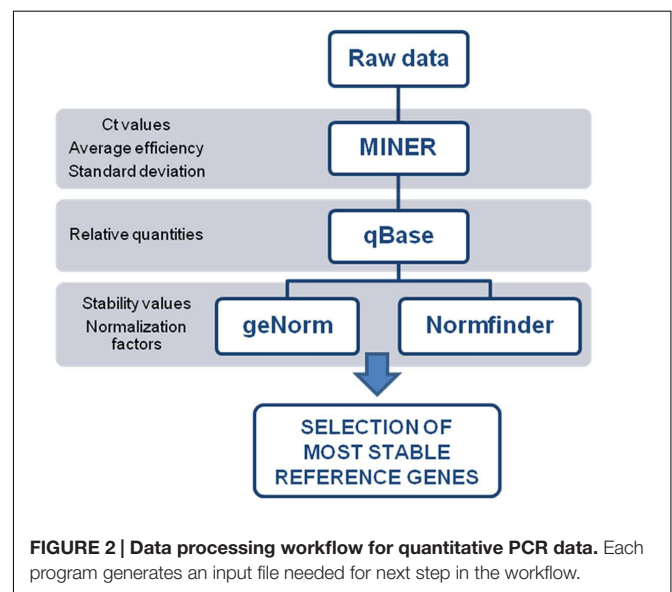 Raw data
Ct values
Average efficiency
Standard deviation
MINER
Relative quantities
qBase
Stability values
Normalization
factors
geNorm
Normfinder
SELECTION OF
MOST STABLE
REFERENCE GENES
FIGURE 2 | Data processing workflow for quantitative PCR data. Each
program generates an input file needed for next step in the workflow.